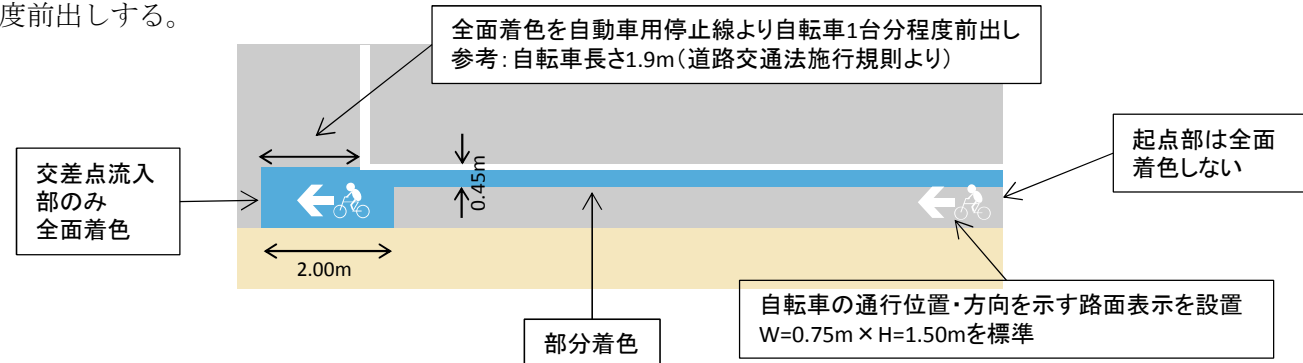 度前出しする。
全面着色を自動車用停止線より自転車1台分程度前出し
参考：自転車長さ1.9m（道路交通法施行規則より）
起点部は全面
着色しない
交差点流入
部のみ
全面着色
0.45m
2.00m
自転車の通行位置・方向を示す路面表示を設置
W=0.75m×H=1.50mを標準
部分着色